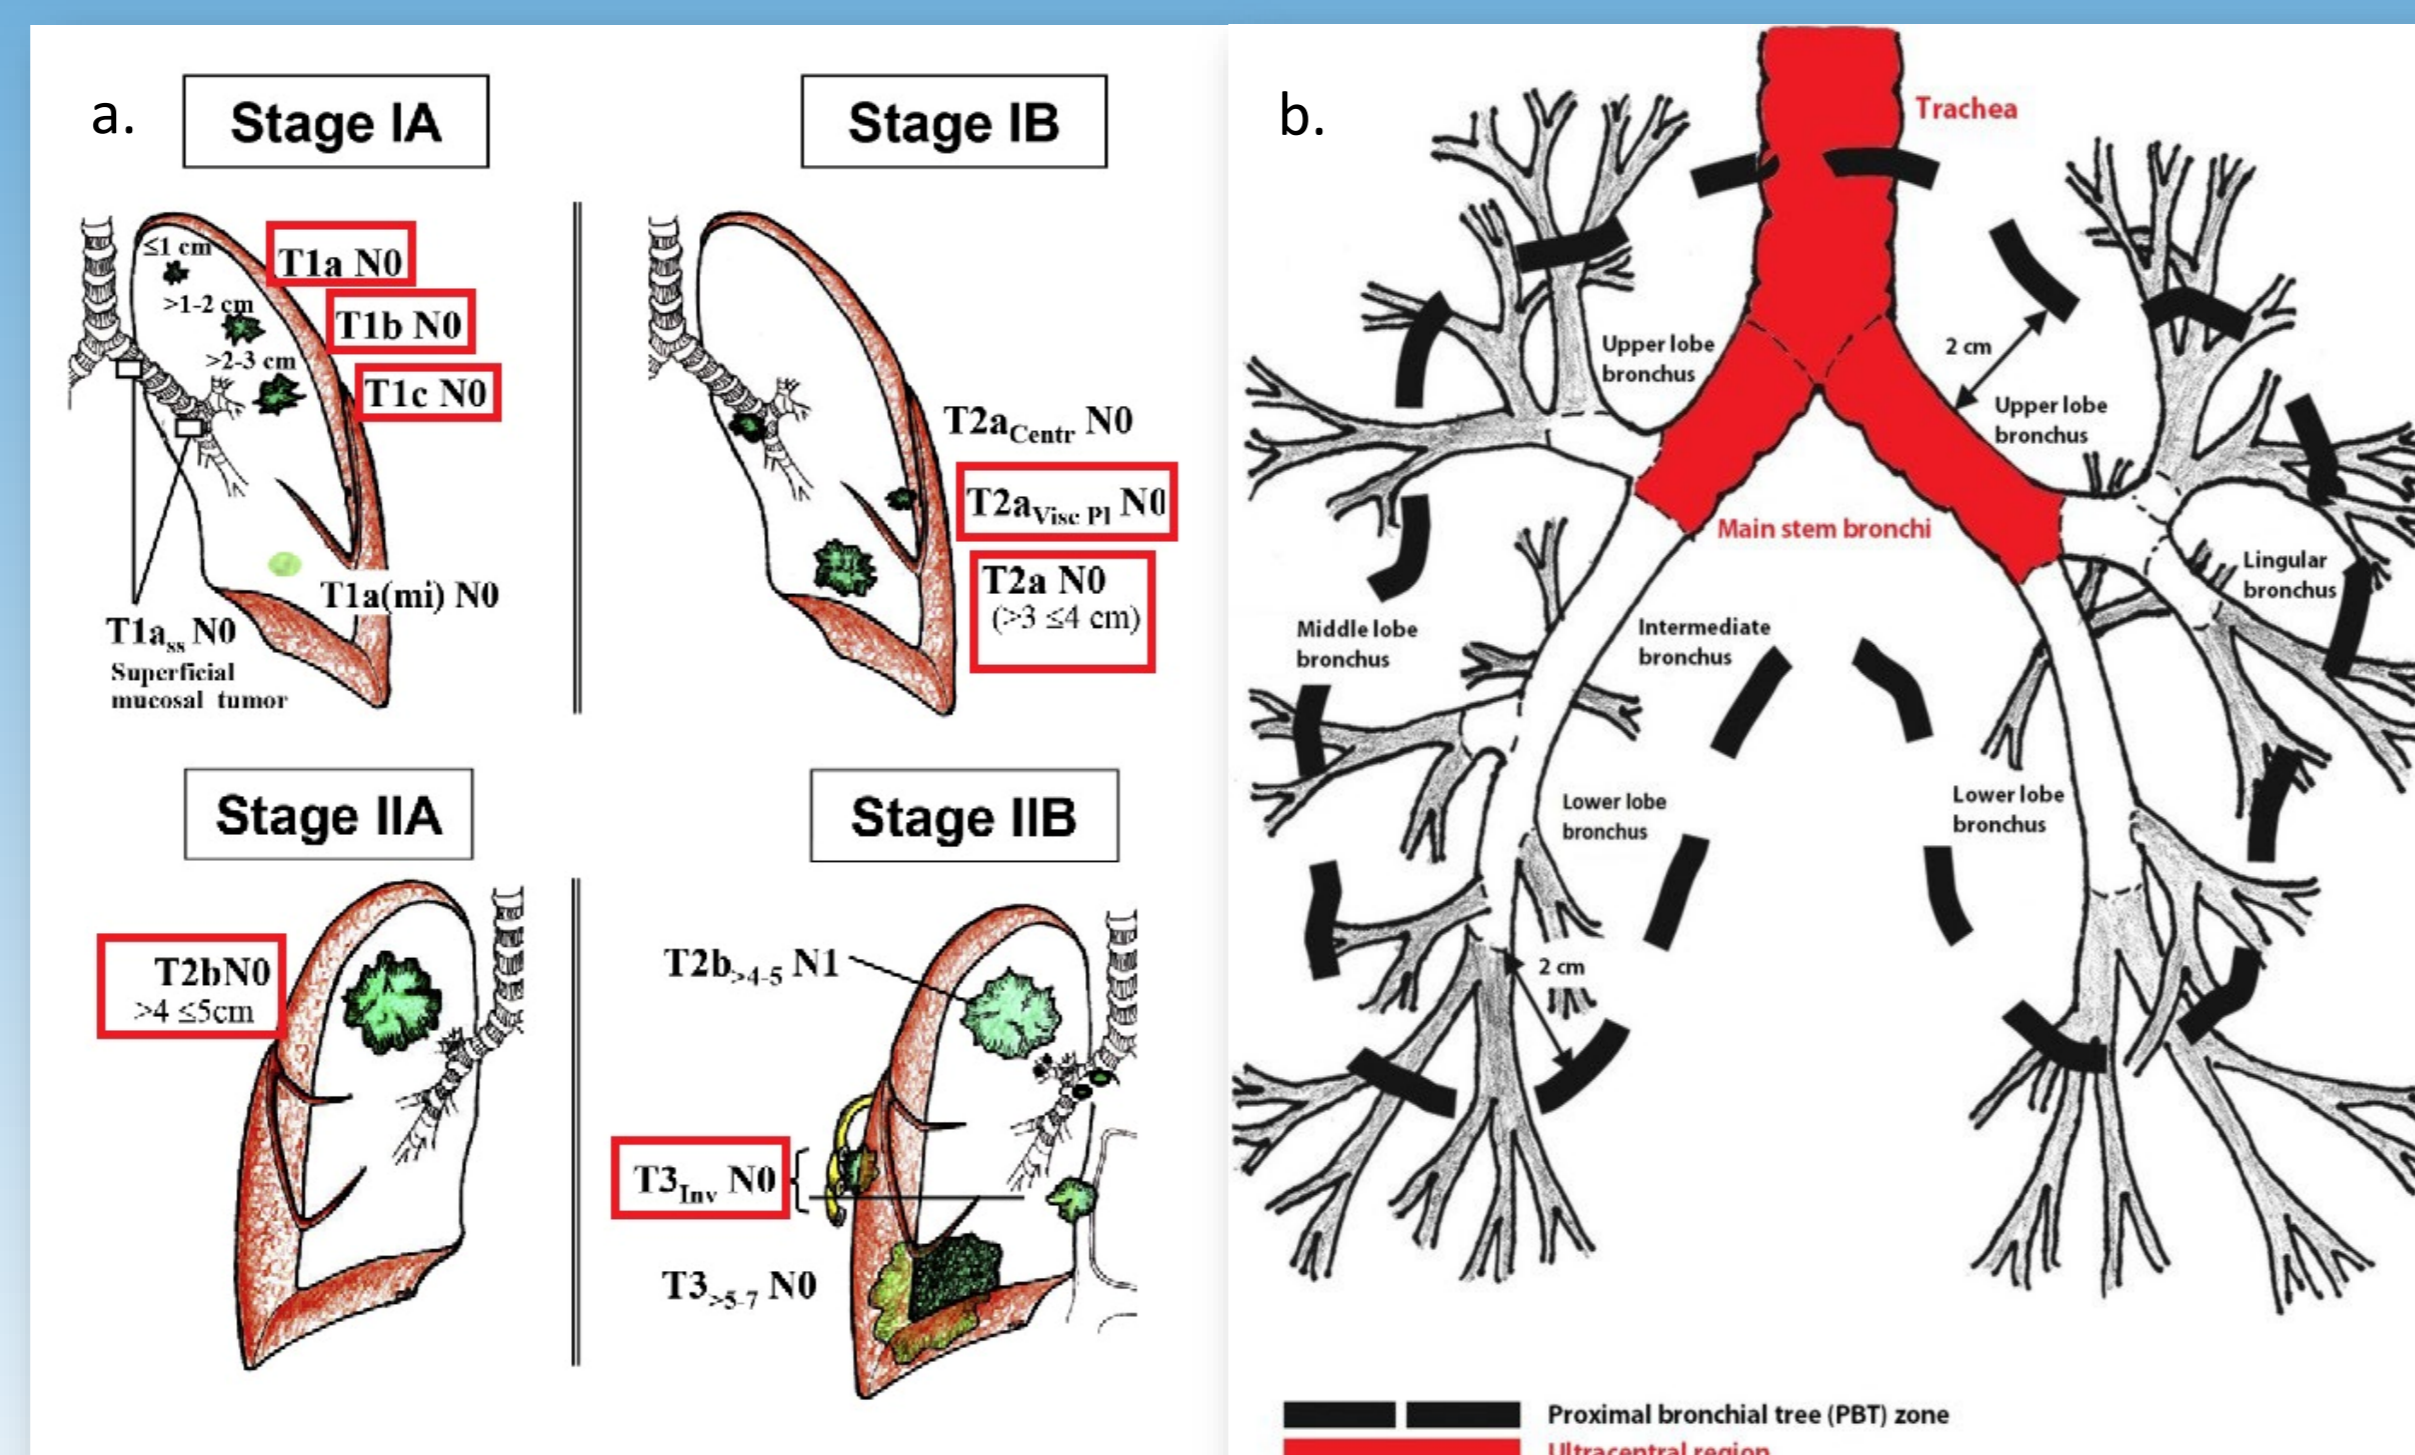 a.
Stage IA
≤1 cm
T1a N0
>1-2 cm
T1b N0
>2-3 cm
T1c N0
T1a(mi) N0
T1ass N0
Superficial
mucosal tumor
Stage IB
T2aCentr N0
T2aVisc Pl N0
T2a N0
(>3 ≤4 cm)
Stage IIA
T2bN0
>4 ≤5cm
Stage IIB
T2b>4-5 N1
T3Inv N0
T3>5-7 N0
b.
Trachea
Upper lobe
bronchus
2 cm
Upper lobe
bronchus
Main stem bronchi
Lingular
bronchus
Middle lobe
bronchus
Intermediate
bronchus
Lower lobe
bronchus
Lower lobe
bronchus
2 cm
Proximal bronchial tree (PBT) zone
Ultracentral region